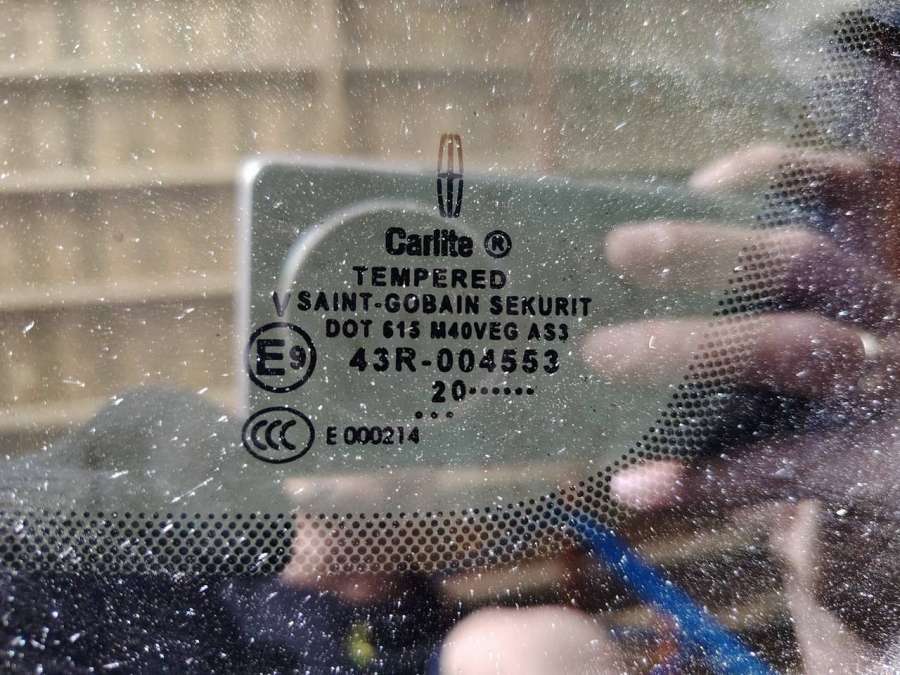 Carlite ®
TEMPERED
V SAINT-GOBAIN SEKURIT
DOT 615 M40VEG AS3
E9 43R-004553
20.......
...
CCC E 000214